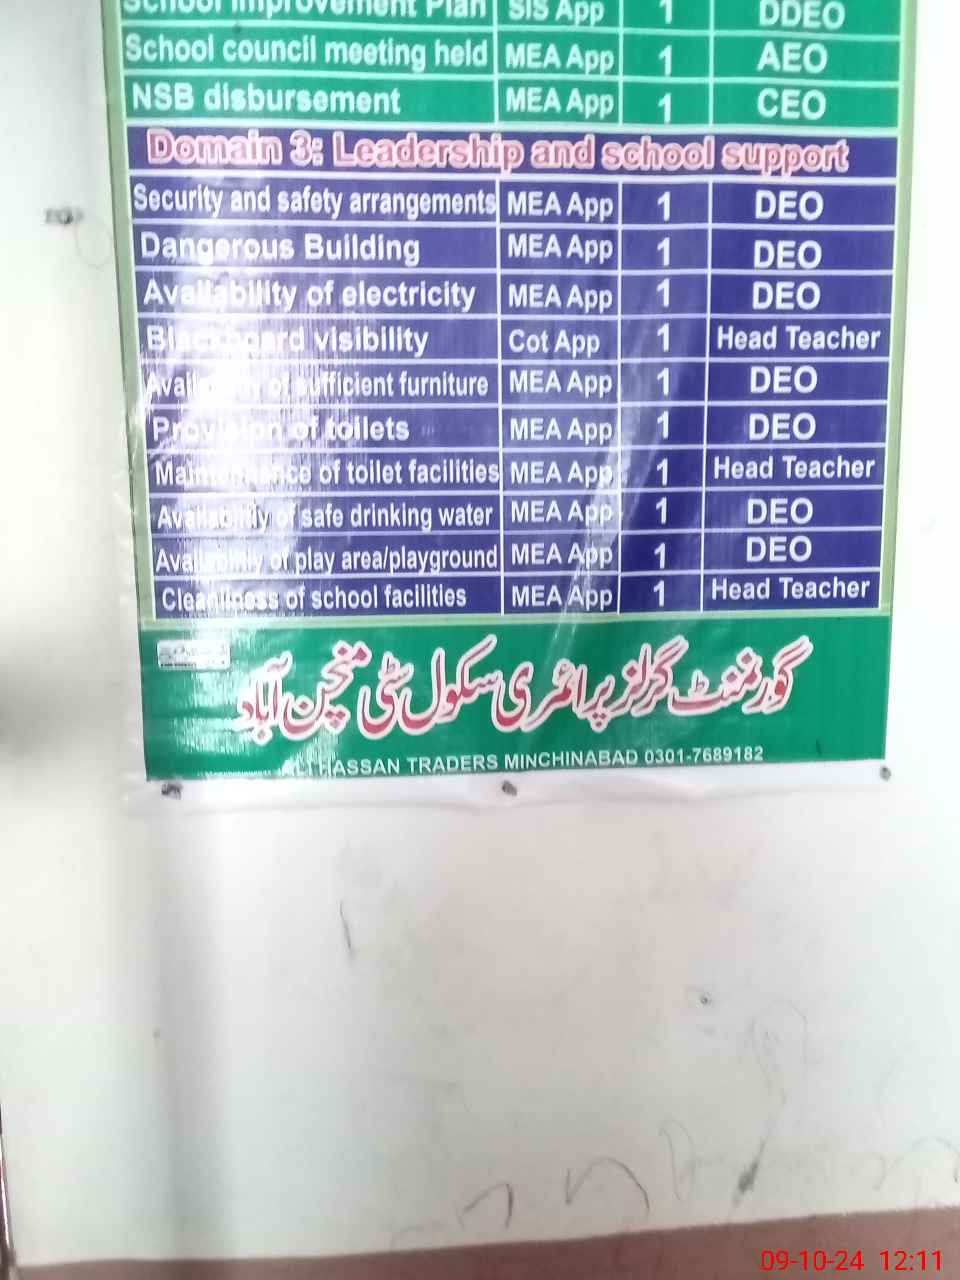 School Improvement Plan SIS App 1 DDEO
School council meeting held MEA App 1 AEO
NSB disbursement MEA App 1 CEO
Domain 3: Leadership and school support
Security and safety arrangements MEA App 1 DEO
Dangerous Building MEA App 1 DEO
Availability of electricity MEA App 1 DEO
Blackboard visibility Cot App 1 Head Teacher
Availability of sufficient furniture MEA App 1 DEO
Provision of toilets MEA App 1 DEO
Maintenance of toilet facilities MEA App 1 Head Teacher
Availability of safe drinking water MEA App 1 DEO
Availability of play area/playground MEA App 1 DEO
Cleanliness of school facilities MEA App 1 Head Teacher
گورنمنٹ گرلز پرائمری سکول سٹی منچن آباد
ALI HASSAN TRADERS MINCHINABAD 0301-7689182
09-10-24 12:11